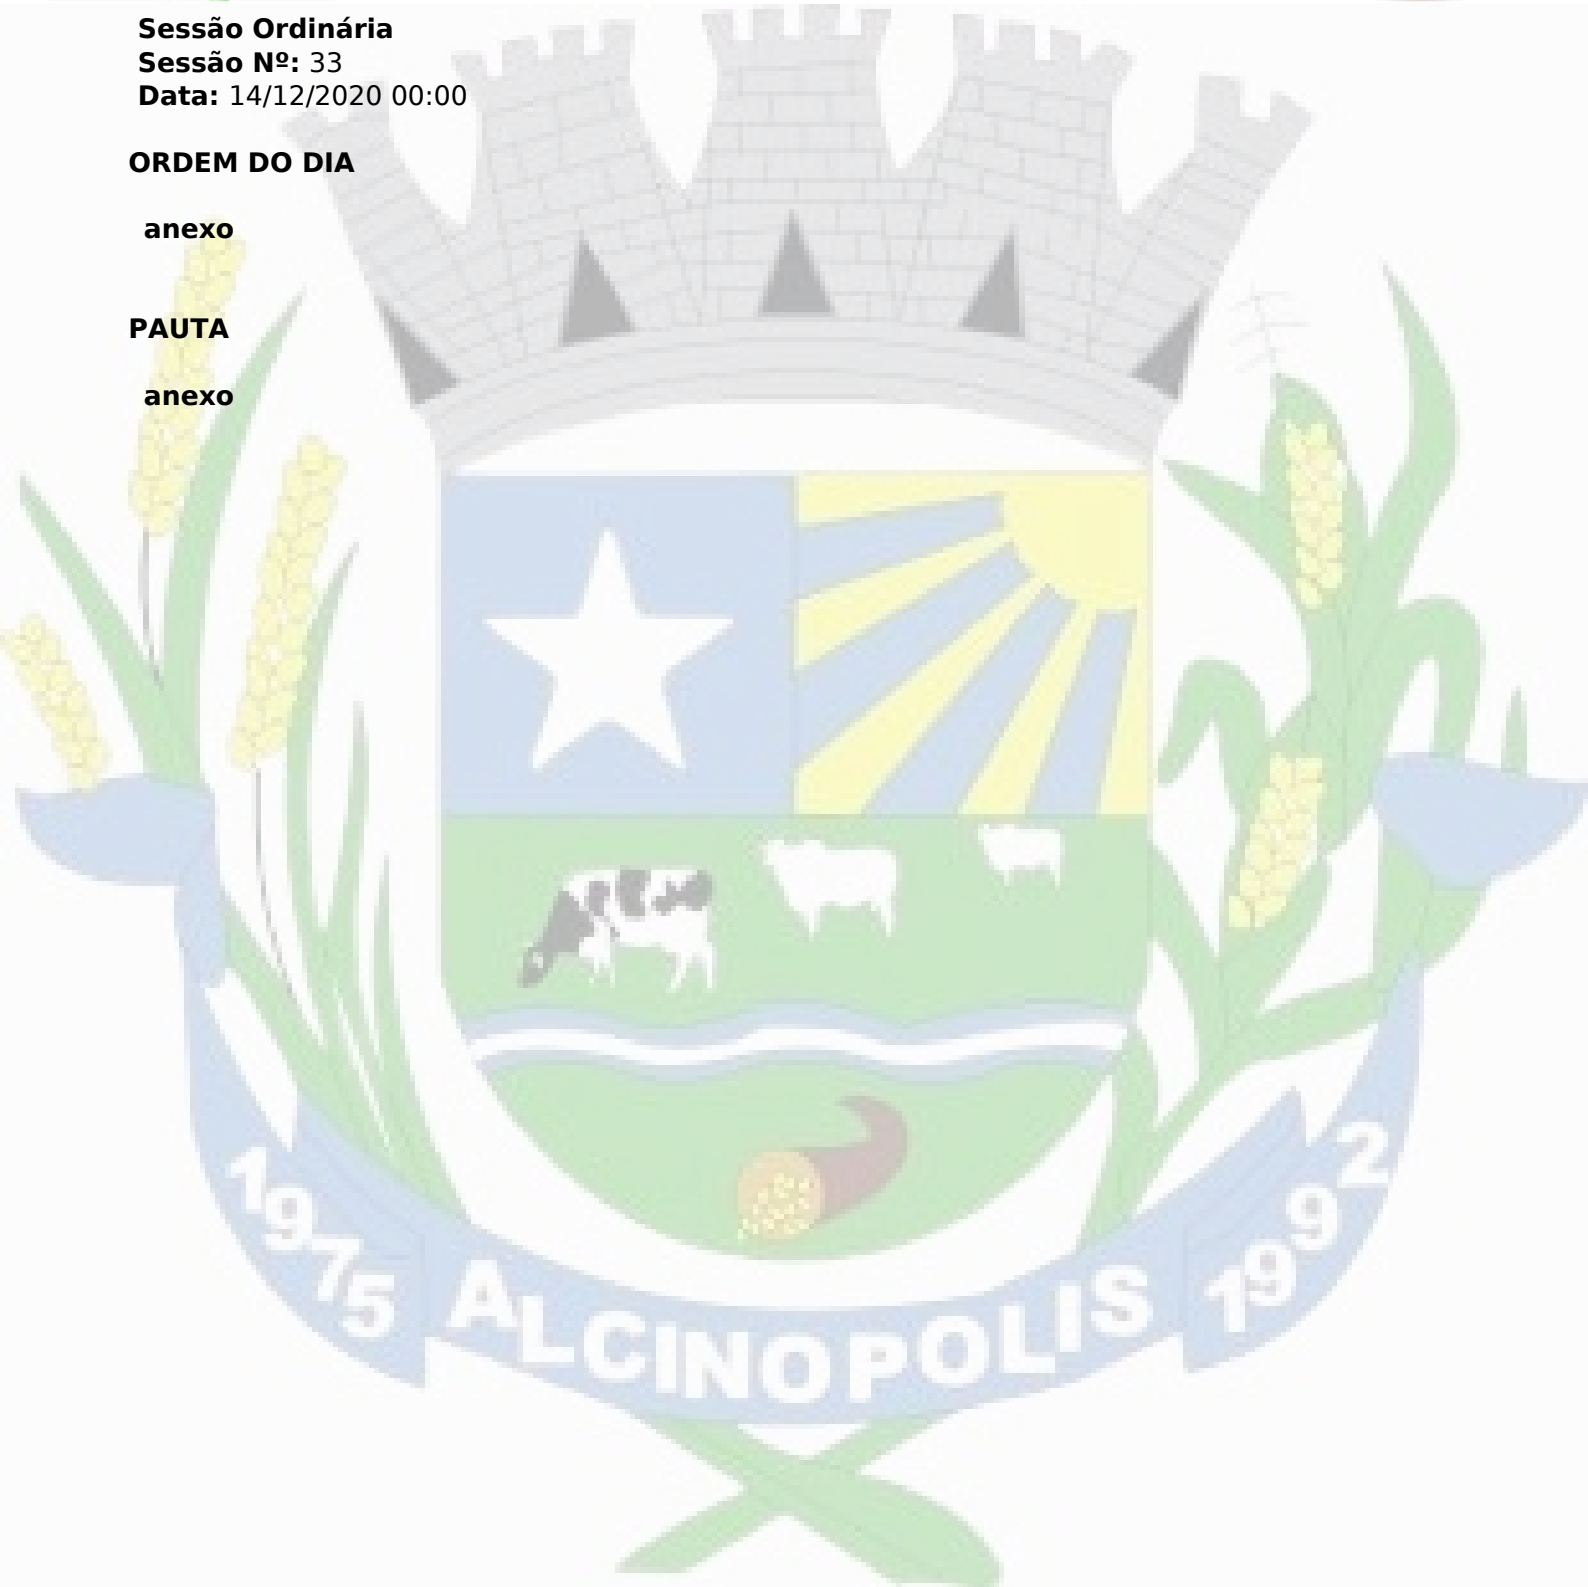 Sessão Ordinária
Sessão Nº: 33
Data: 14/12/2020 00:00
ORDEM DO DIA
anexo
PAUTA
anexo
1975 ALCINOPOLIS 1992